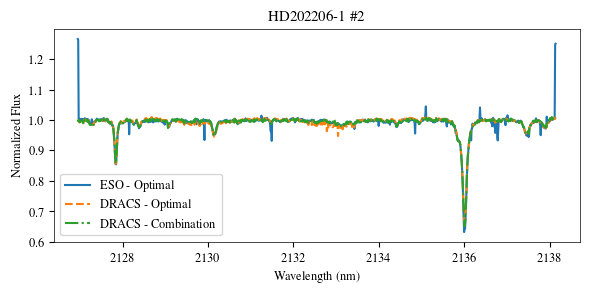 HD202206-1 #2
Normalized Flux
1.2
1.1
1.0
0.9
0.8
0.7
0.6
ESO - Optimal
DRACS - Optimal
DRACS - Combination
2128 2130 2132 2134 2136 2138
Wavelength (nm)